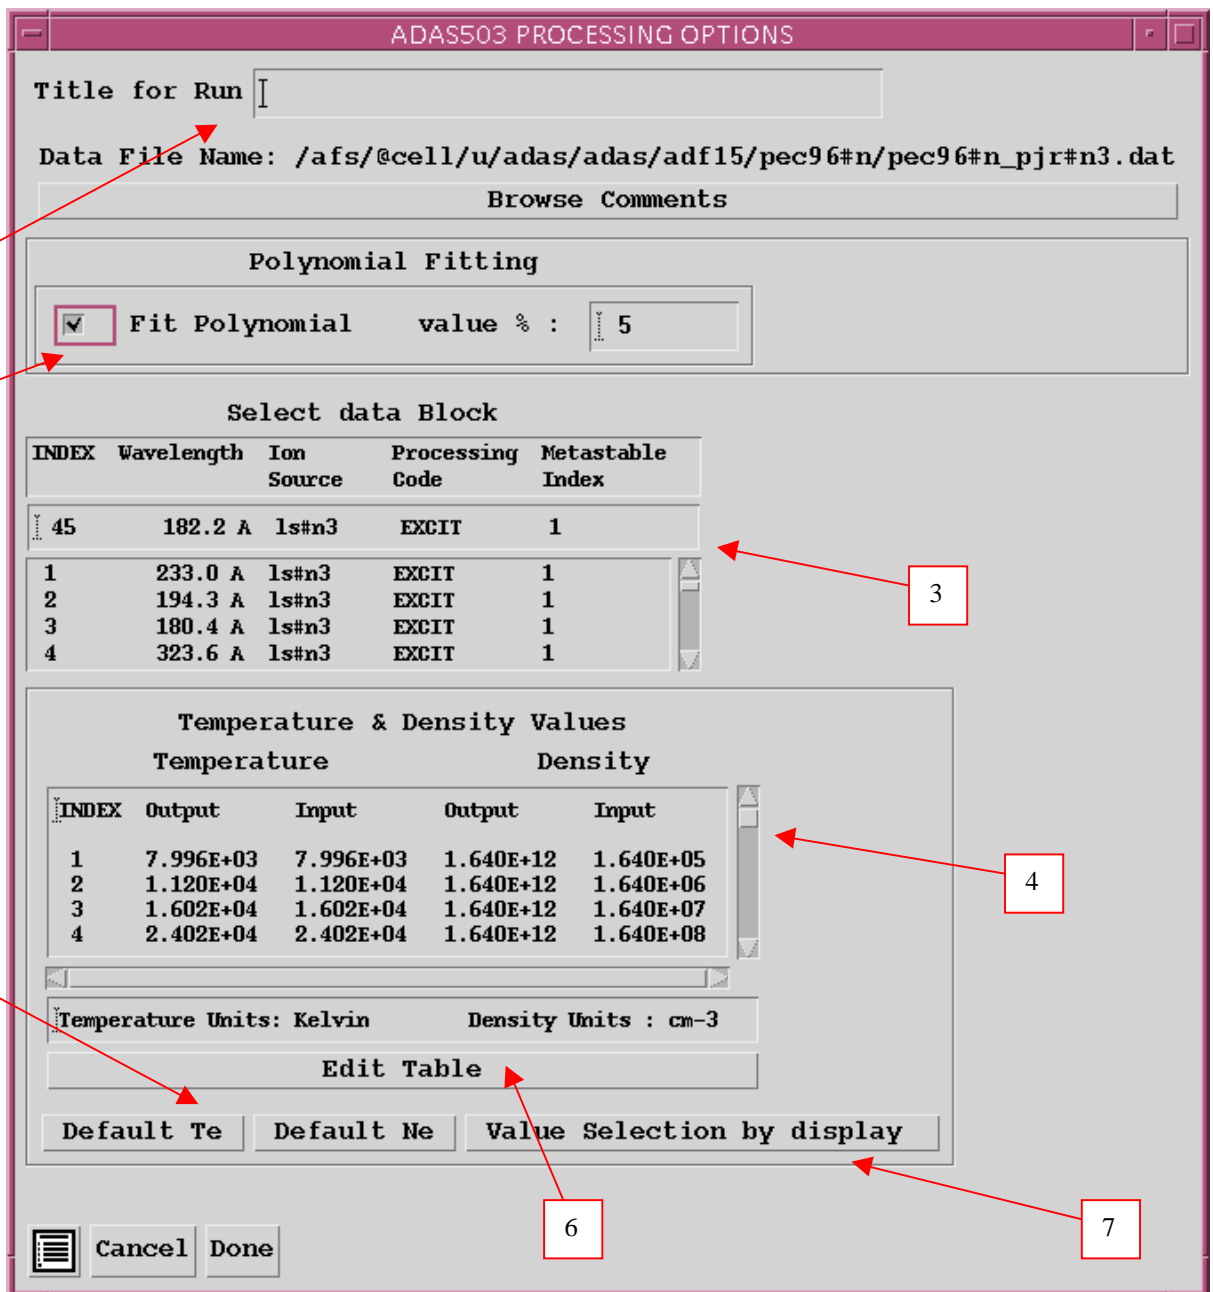 ADAS503 PROCESSING OPTIONS
Title for Run
Data File Name: /afs/@cell/u/adas/adas/adf15/pec96#n/pec96#n_pjr#n3.dat
Browse Comments
Polynomial Fitting
Fit Polynomial value % : 5
Select data Block
INDEX Wavelength Ion Source Processing Code Metastable Index
45 182.2 A ls#n3 EXCIT 1
1 233.0 A ls#n3 EXCIT 1
2 194.3 A ls#n3 EXCIT 1
3 180.4 A ls#n3 EXCIT 1
4 323.6 A ls#n3 EXCIT 1
3
Temperature & Density Values
Temperature Density
INDEX Output Input Output Input
1 7.996E+03 7.996E+03 1.640E+12 1.640E+05
2 1.120E+04 1.120E+04 1.640E+12 1.640E+06
3 1.602E+04 1.602E+04 1.640E+12 1.640E+07
4 2.402E+04 2.402E+04 1.640E+12 1.640E+08
4
Temperature Units: Kelvin Density Units : cm-3
Edit Table
Default Te Default Ne Value Selection by display
6
7
Cancel Done